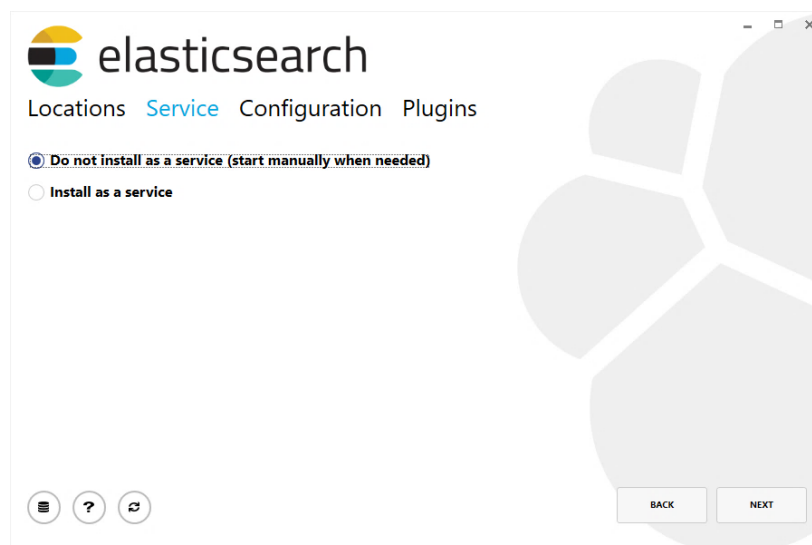 elasticsearch
Locations Service Configuration Plugins
Do not install as a service (start manually when needed)
Install as a service
? BACK NEXT